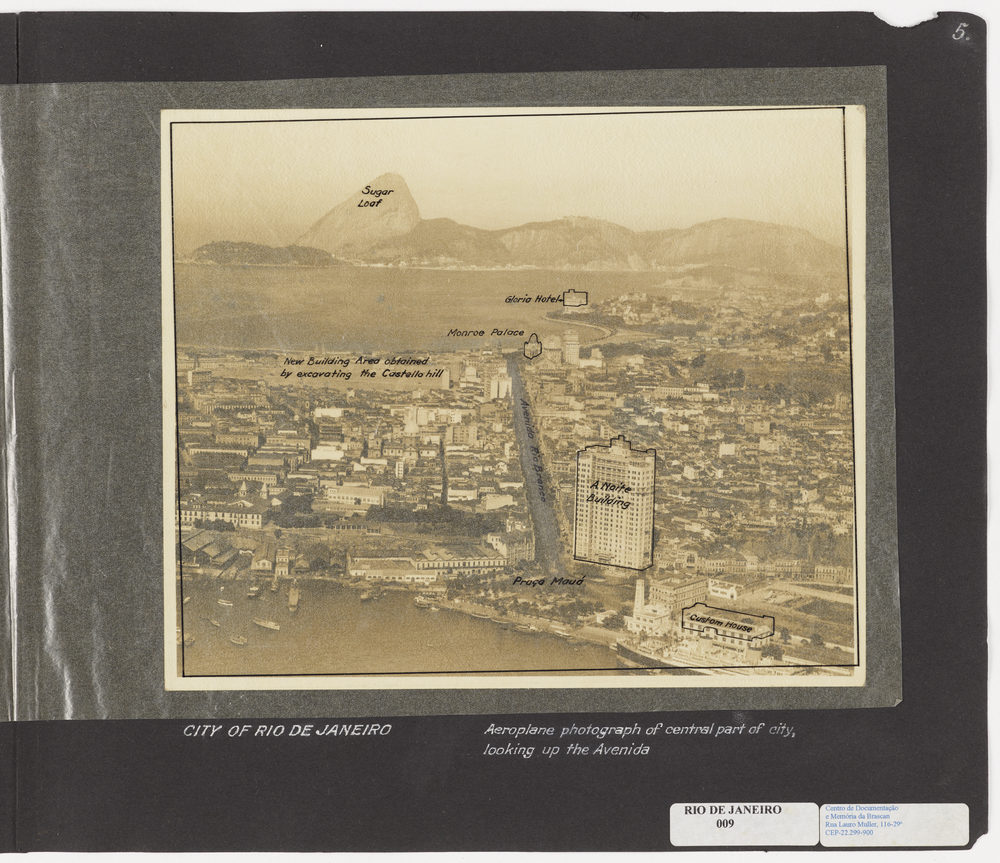 5.
Sugar
Loaf
Gloria Hotel
Monroe Palace
New Building Area obtained
by excavating the Castello hill
Avenida Rio Branco
A Noite
Building
Praça Mauá
Custom House
CITY OF RIO DE JANEIRO
Aeroplane photograph of central part of city,
looking up the Avenida
RIO DE JANEIRO
009
Centro de Documentação
e Memória da Brascan
Rua Lauro Muller, 116-29º
CEP-22.299-900